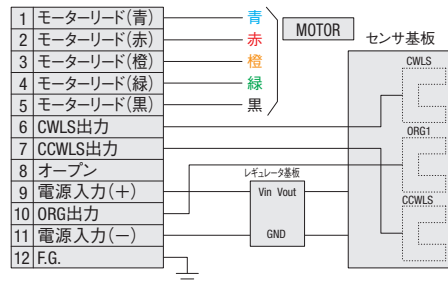 1 モーターリード(青) 青
2 モーターリード(赤) 赤
3 モーターリード(橙) 橙
4 モーターリード(緑) 緑
5 モーターリード(黒) 黒
6 CWLS出力
7 CCWLS出力
8 オープン
9 電源入力(+)
10 ORG出力
11 電源入力(−)
12 F.G.
MOTOR
レギュレータ基板
Vin Vout
GND
センサ基板
CWLS
ORG1
CCWLS